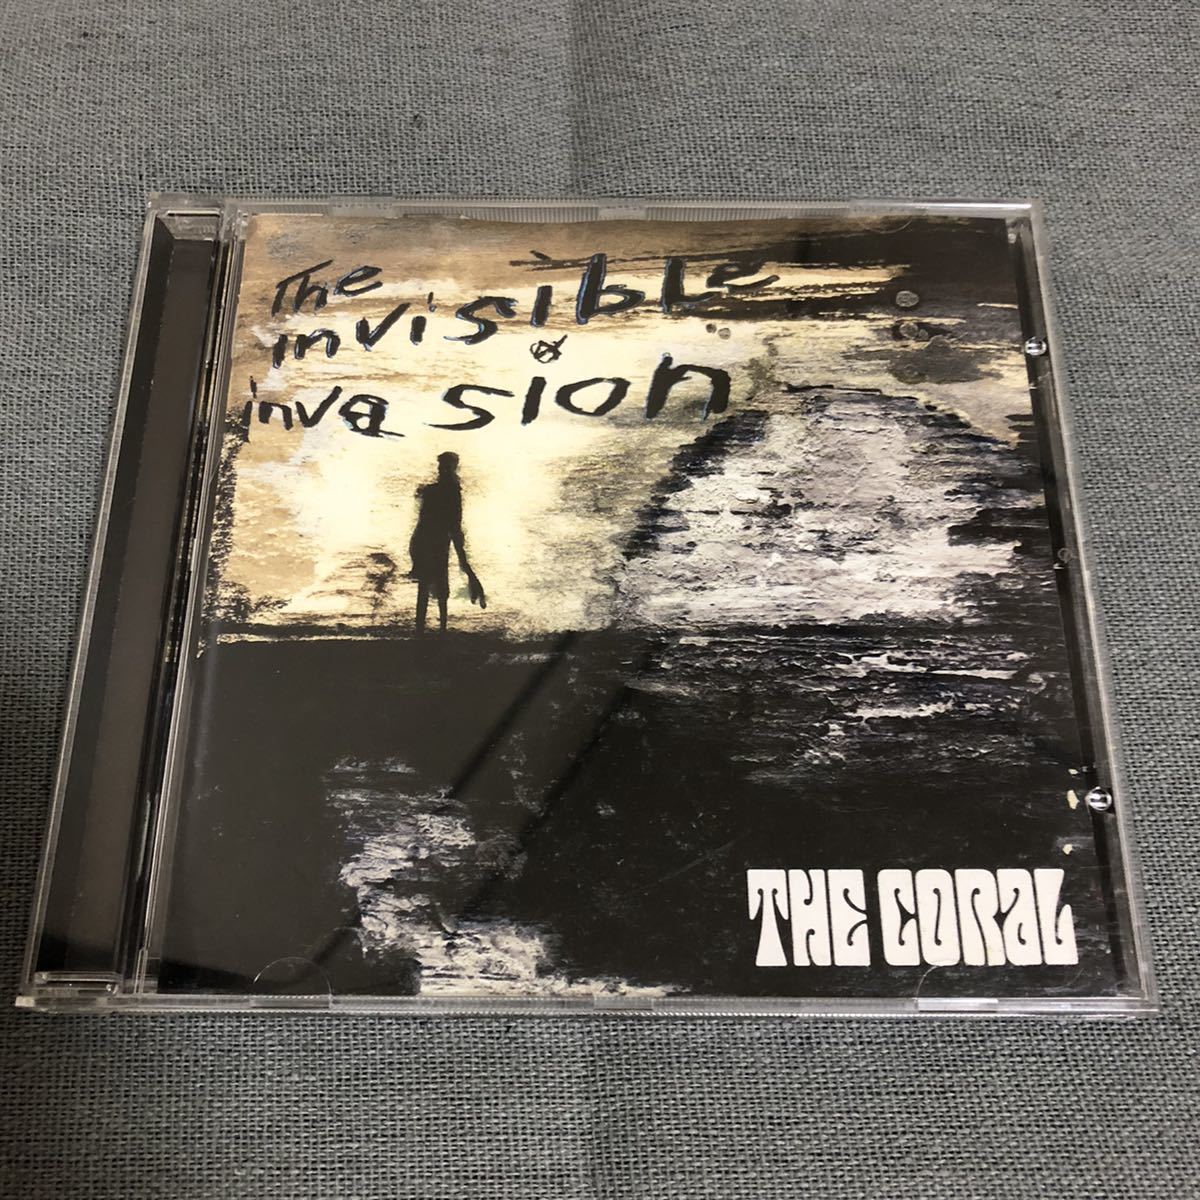 The
invisible
invasion
THE CORAL